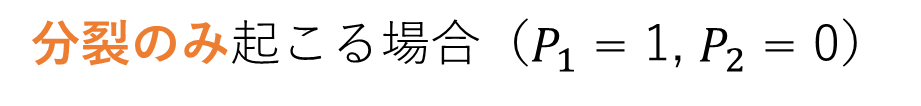 分裂のみ起こる場合（𝑃₁ = 1, 𝑃₂ = 0）